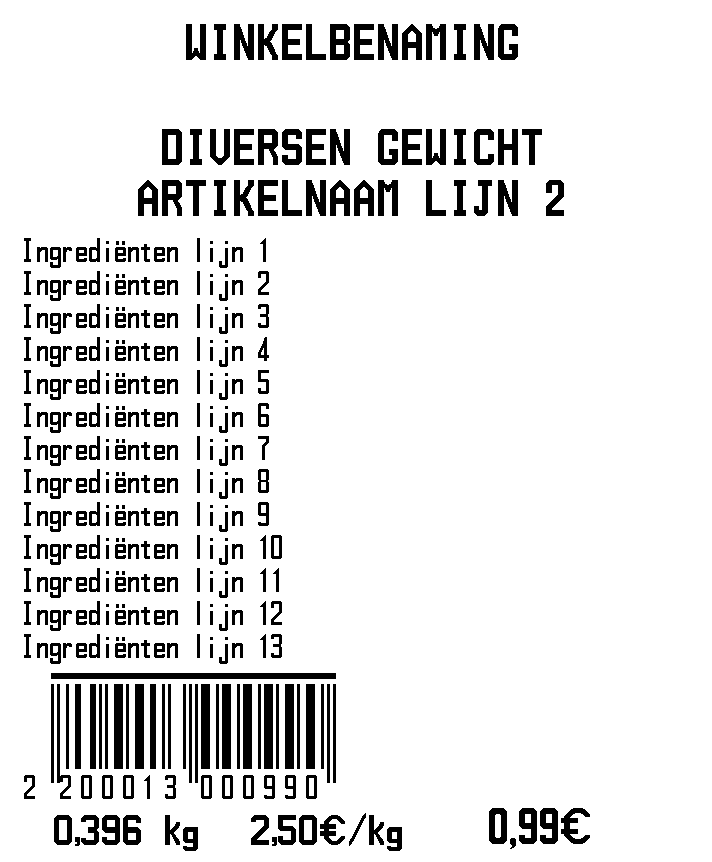 WINKELBENAMING
DIVERSEN GEWICHT
ARTIKELNAAM LIJN 2
Ingrediënten lijn 1
Ingrediënten lijn 2
Ingrediënten lijn 3
Ingrediënten lijn 4
Ingrediënten lijn 5
Ingrediënten lijn 6
Ingrediënten lijn 7
Ingrediënten lijn 8
Ingrediënten lijn 9
Ingrediënten lijn 10
Ingrediënten lijn 11
Ingrediënten lijn 12
Ingrediënten lijn 13
2 200013 000990
0,396 kg 2,50€/kg 0,99€